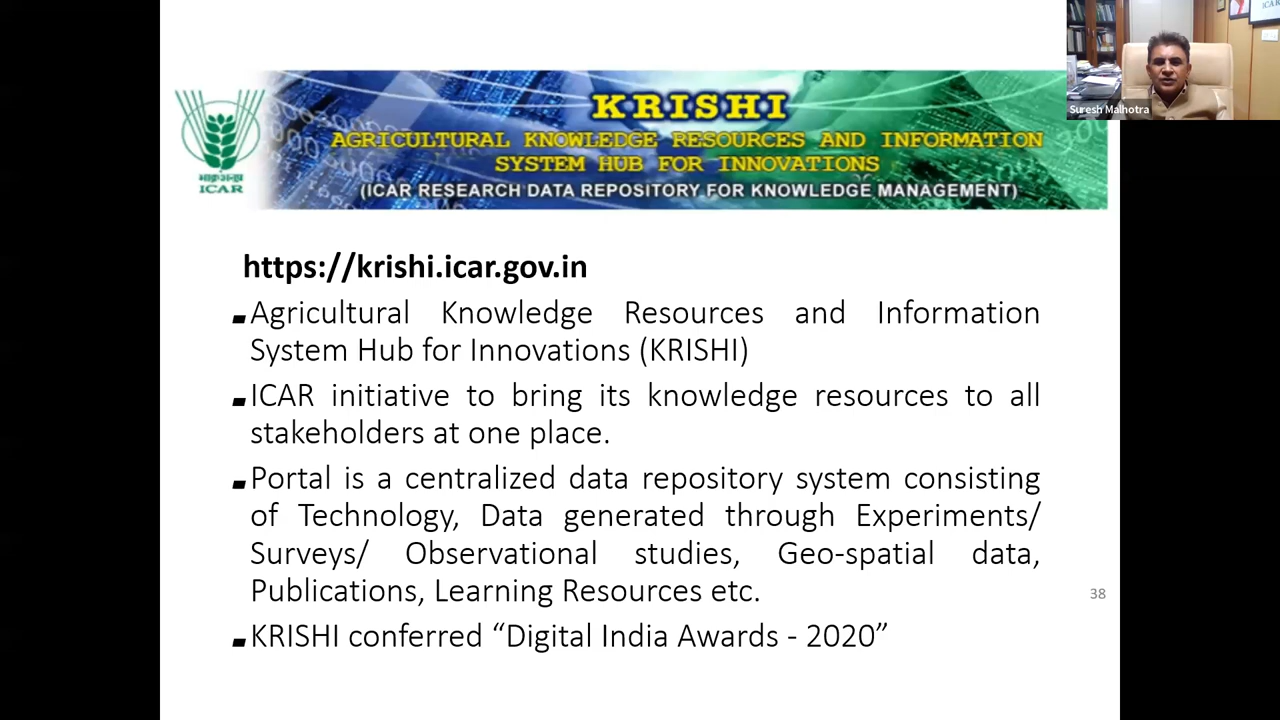 KRISHI
AGRICULTURAL KNOWLEDGE RESOURCES AND INFORMATION
SYSTEM HUB FOR INNOVATIONS
(ICAR RESEARCH DATA REPOSITORY FOR KNOWLEDGE MANAGEMENT)
ICAR
Suresh Malhotra
https://krishi.icar.gov.in
Agricultural Knowledge Resources and Information
System Hub for Innovations (KRISHI)
ICAR initiative to bring its knowledge resources to all
stakeholders at one place.
Portal is a centralized data repository system consisting
of Technology, Data generated through Experiments/
Surveys/ Observational studies, Geo-spatial data,
Publications, Learning Resources etc.
38
KRISHI conferred “Digital India Awards - 2020”